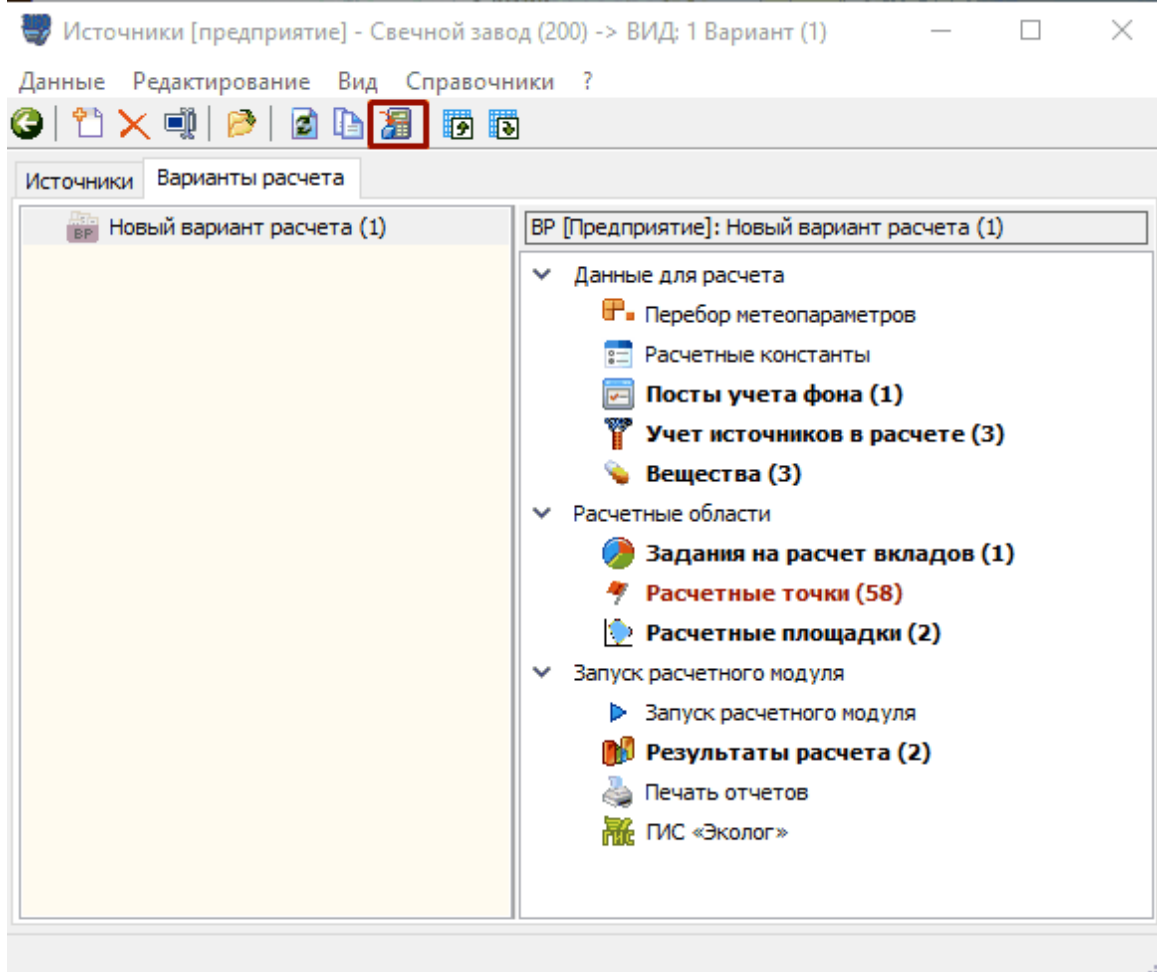 Источники [предприятие] - Свечной завод (200) -> ВИД: 1 Вариант (1)
Данные Редактирование Вид Справочники ?
Источники Варианты расчета
Новый вариант расчета (1)
ВР [Предприятие]: Новый вариант расчета (1)
Данные для расчета
Перебор метеопараметров
Расчетные константы
Посты учета фона (1)
Учет источников в расчете (3)
Вещества (3)
Расчетные области
Задания на расчет вкладов (1)
Расчетные точки (58)
Расчетные площадки (2)
Запуск расчетного модуля
Запуск расчетного модуля
Результаты расчета (2)
Печать отчетов
ГИС «Эколог»